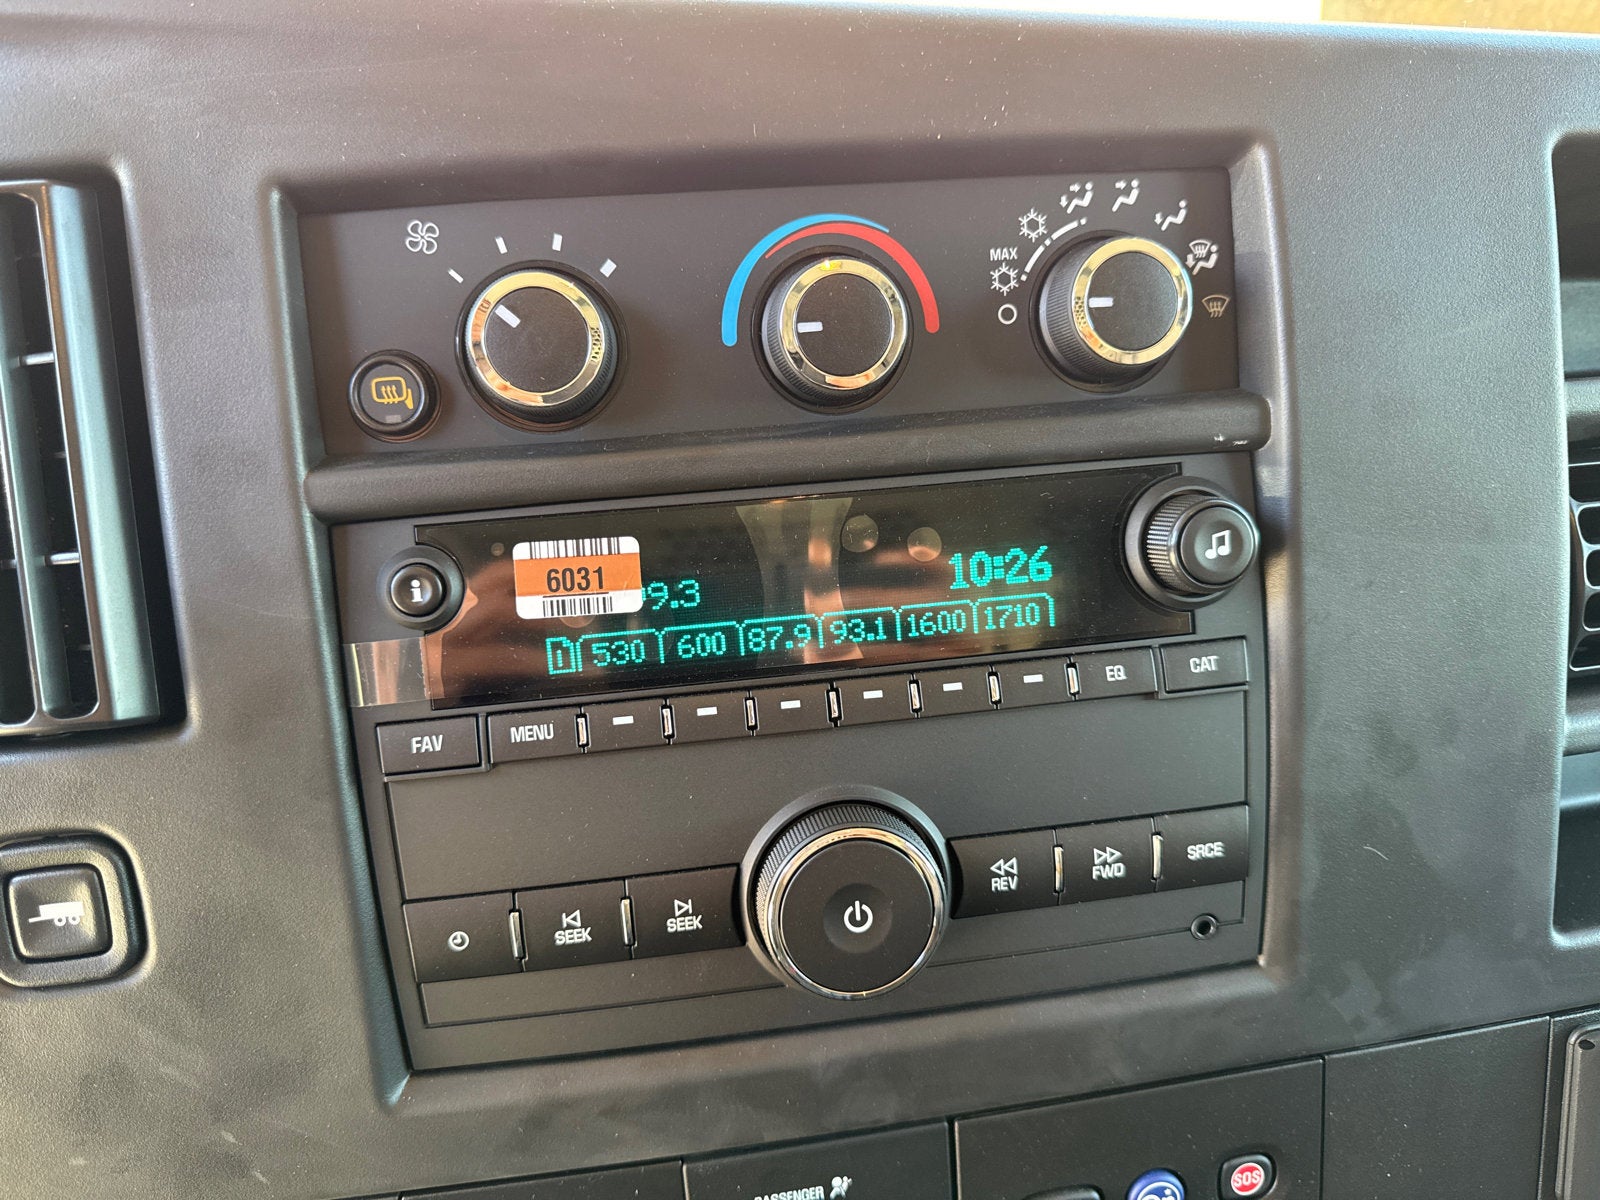 MAX
6031
9.3
10:26
530 600 87.9 93.1 1600 1710
i
FAV MENU EQ CAT
SEEK SEEK REV FWD SRCE
PASSENGER
SOS